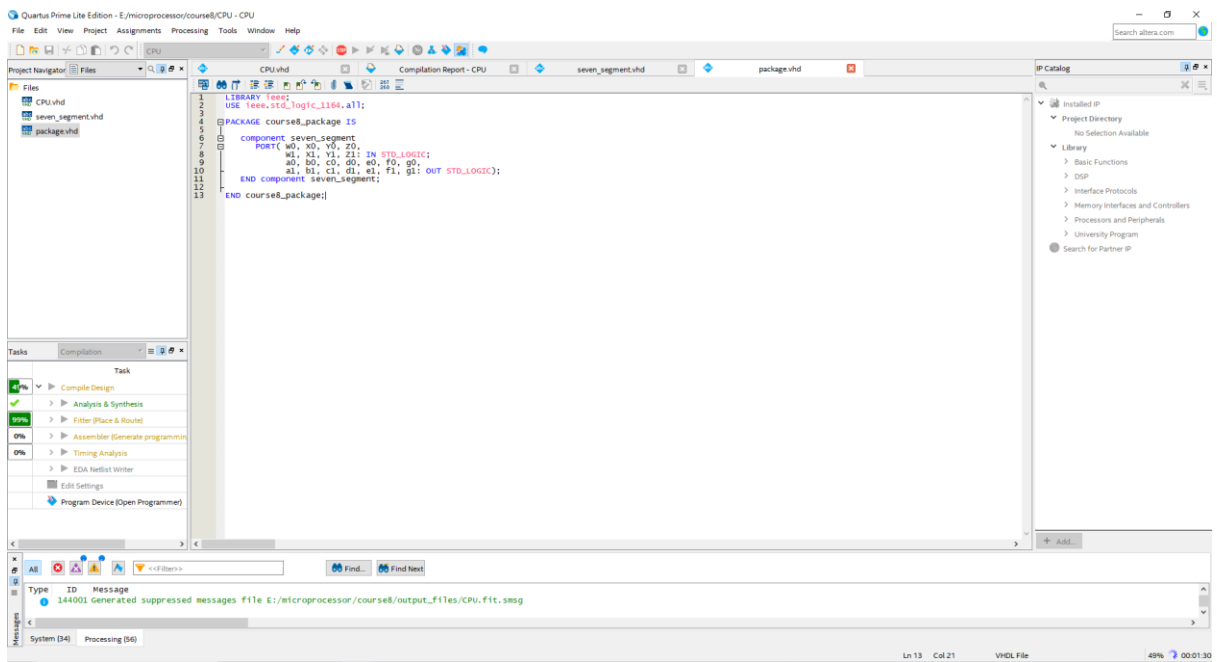 Quartus Prime Lite Edition - E:/microprocessor/course8/CPU - CPU
File Edit View Project Assignments Processing Tools Window Help
Search altera.com
CPU
Project Navigator Files
CPU.vhd
Compilation Report - CPU
seven_segment.vhd
package.vhd
IP Catalog
Files
CPU.vhd
seven_segment.vhd
package.vhd
1 LIBRARY ieee;
2 USE ieee.std_logic_1164.all;
3
4 PACKAGE course8_package IS
5
6 component seven_segment
7 PORT( W0, X0, Y0, Z0,
8 W1, X1, Y1, Z1: IN STD_LOGIC;
9 a0, b0, c0, d0, e0, f0, g0,
10 a1, b1, c1, d1, e1, f1, g1: OUT STD_LOGIC);
11 END component seven_segment;
12
13 END course8_package;
Installed IP
Project Directory
No Selection Available
Library
Basic Functions
DSP
Interface Protocols
Memory Interfaces and Controllers
Processors and Peripherals
University Program
Search for Partner IP
+ Add...
Tasks Compilation
Task
Compile Design
Analysis & Synthesis
99% Fitter (Place & Route)
0% Assembler (Generate programmin
0% Timing Analysis
EDA Netlist Writer
Edit Settings
Program Device (Open Programmer)
All <<Filter>> Find... Find Next
Type ID Message
144001 Generated suppressed messages file E:/microprocessor/course8/output_files/CPU.fit.smsg
Messages
System (34) Processing (56)
Ln 13 Col 21 VHDL File 49% 00:01:30